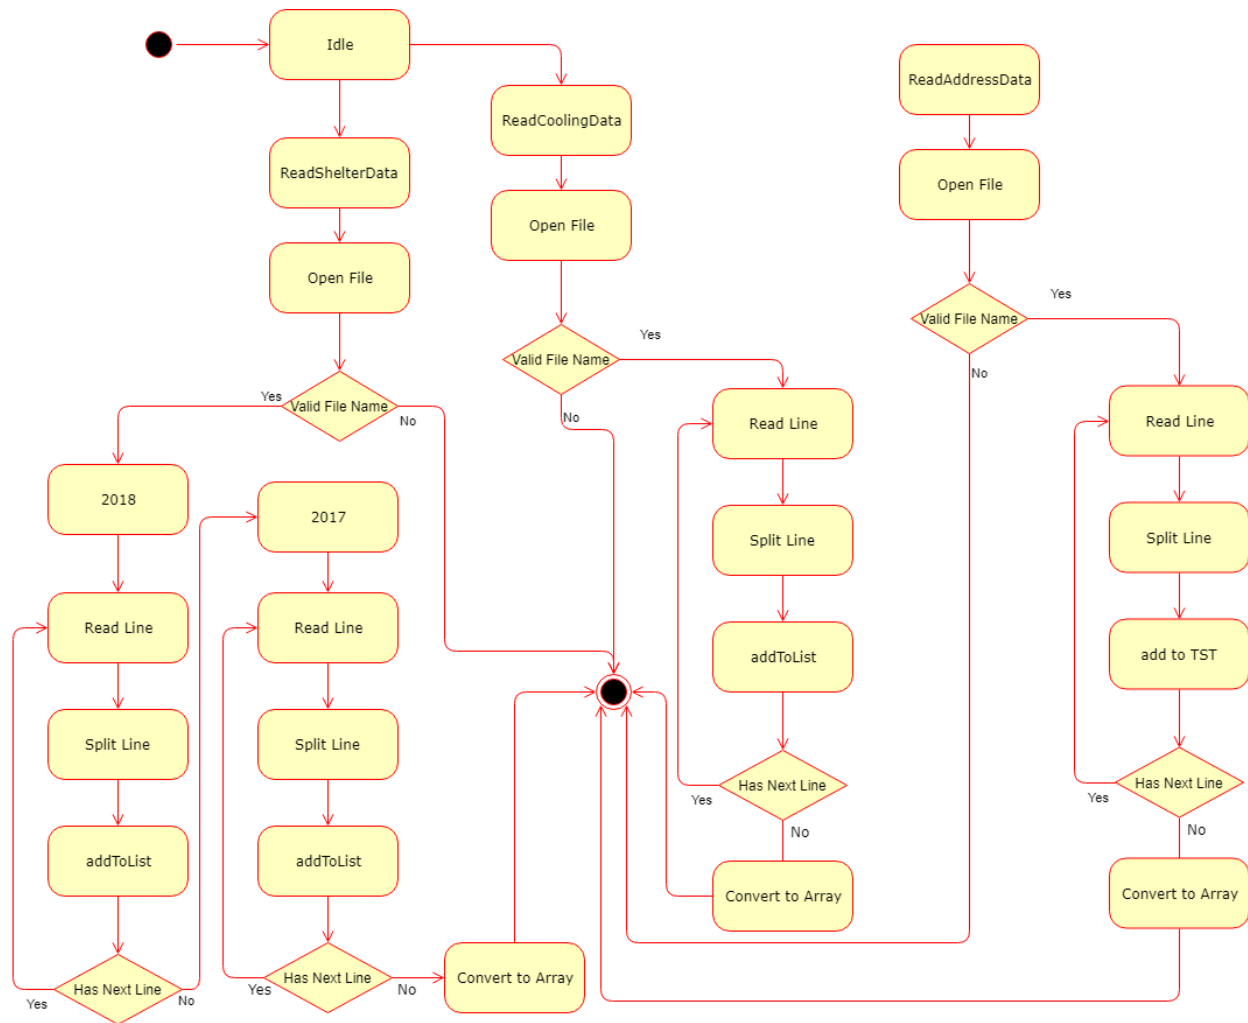 Idle
ReadShelterData
Open File
Valid File Name
Yes
No
2018
Read Line
Split Line
addToList
Has Next Line
Yes
No
2017
Read Line
Split Line
addToList
Has Next Line
Yes
No
Convert to Array
ReadCoolingData
Open File
Valid File Name
Yes
No
Read Line
Split Line
addToList
Has Next Line
Yes
No
Convert to Array
ReadAddressData
Open File
Valid File Name
Yes
No
Read Line
Split Line
add to TST
Has Next Line
Yes
No
Convert to Array